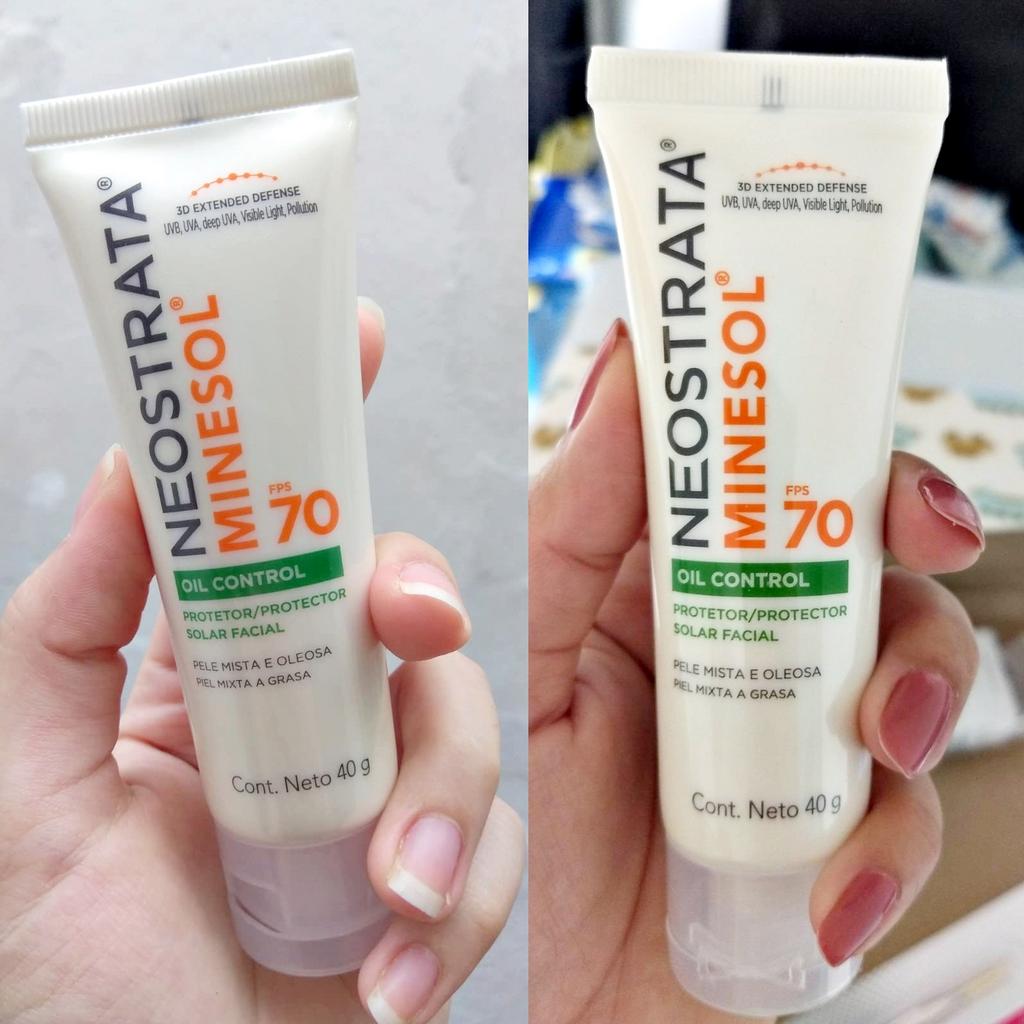 3D EXTENDED DEFENSE
UVB, UVA, deep UVA, Visible Light, Pollution
NEOSTRATA®
MINESOL®
FPS
70
OIL CONTROL
PROTETOR/PROTECTOR
SOLAR FACIAL
PELE MISTA E OLEOSA
PIEL MIXTA A GRASA
Cont. Neto 40 g
3D EXTENDED DEFENSE
UVB, UVA, deep UVA, Visible Light, Pollution
NEOSTRATA®
MINESOL®
FPS
70
OIL CONTROL
PROTETOR/PROTECTOR
SOLAR FACIAL
PELE MISTA E OLEOSA
PIEL MIXTA A GRASA
Cont. Neto 40 g